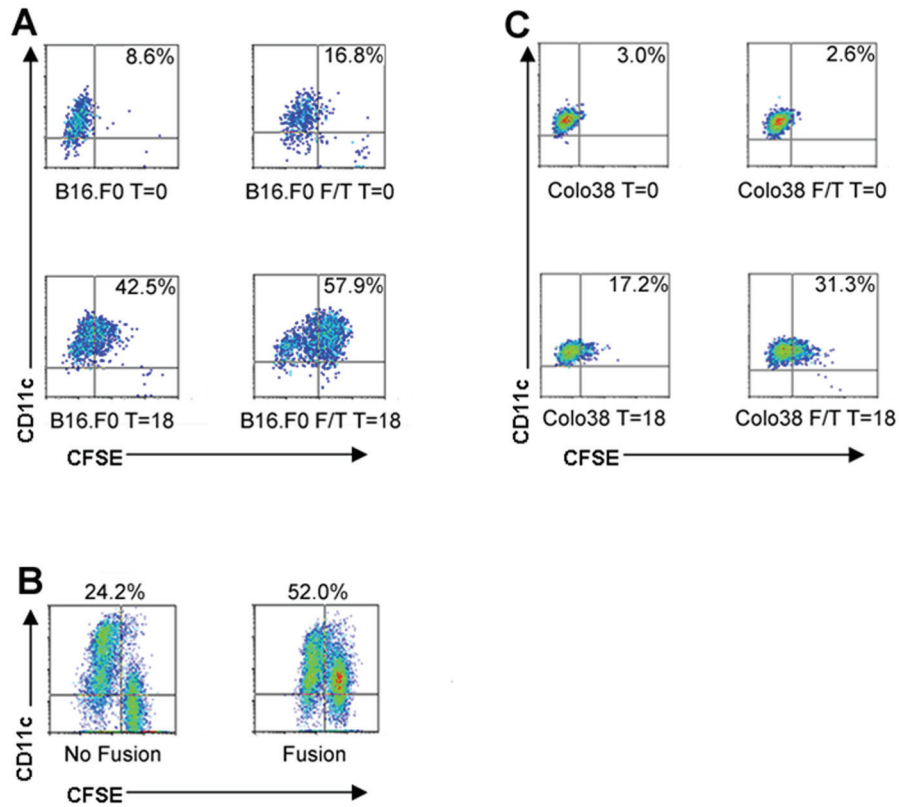 A
8.6%
16.8%
B16.F0 T=0
B16.F0 F/T T=0
42.5%
57.9%
B16.F0 T=18
B16.F0 F/T T=18
CD11c
CFSE
C
3.0%
2.6%
Colo38 T=0
Colo38 F/T T=0
17.2%
31.3%
Colo38 T=18
Colo38 F/T T=18
CD11c
CFSE
B
24.2%
52.0%
No Fusion
Fusion
CD11c
CFSE